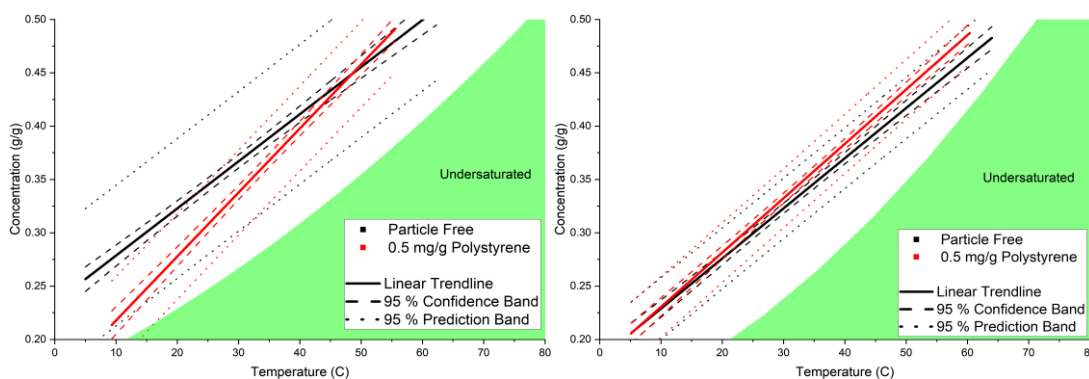 0.50
0.45
0.40
0.35
0.30
0.25
0.20
Concentration (g/g)
0 10 20 30 40 50 60 70 80
Temperature (C)
Undersaturated
Particle Free
0.5 mg/g Polystyrene
Linear Trendline
95 % Confidence Band
95 % Prediction Band
0.50
0.45
0.40
0.35
0.30
0.25
0.20
Concentration (g/g)
0 10 20 30 40 50 60 70 80
Temperature (C)
Undersaturated
Particle Free
0.5 mg/g Polystyrene
Linear Trendline
95 % Confidence Band
95 % Prediction Band